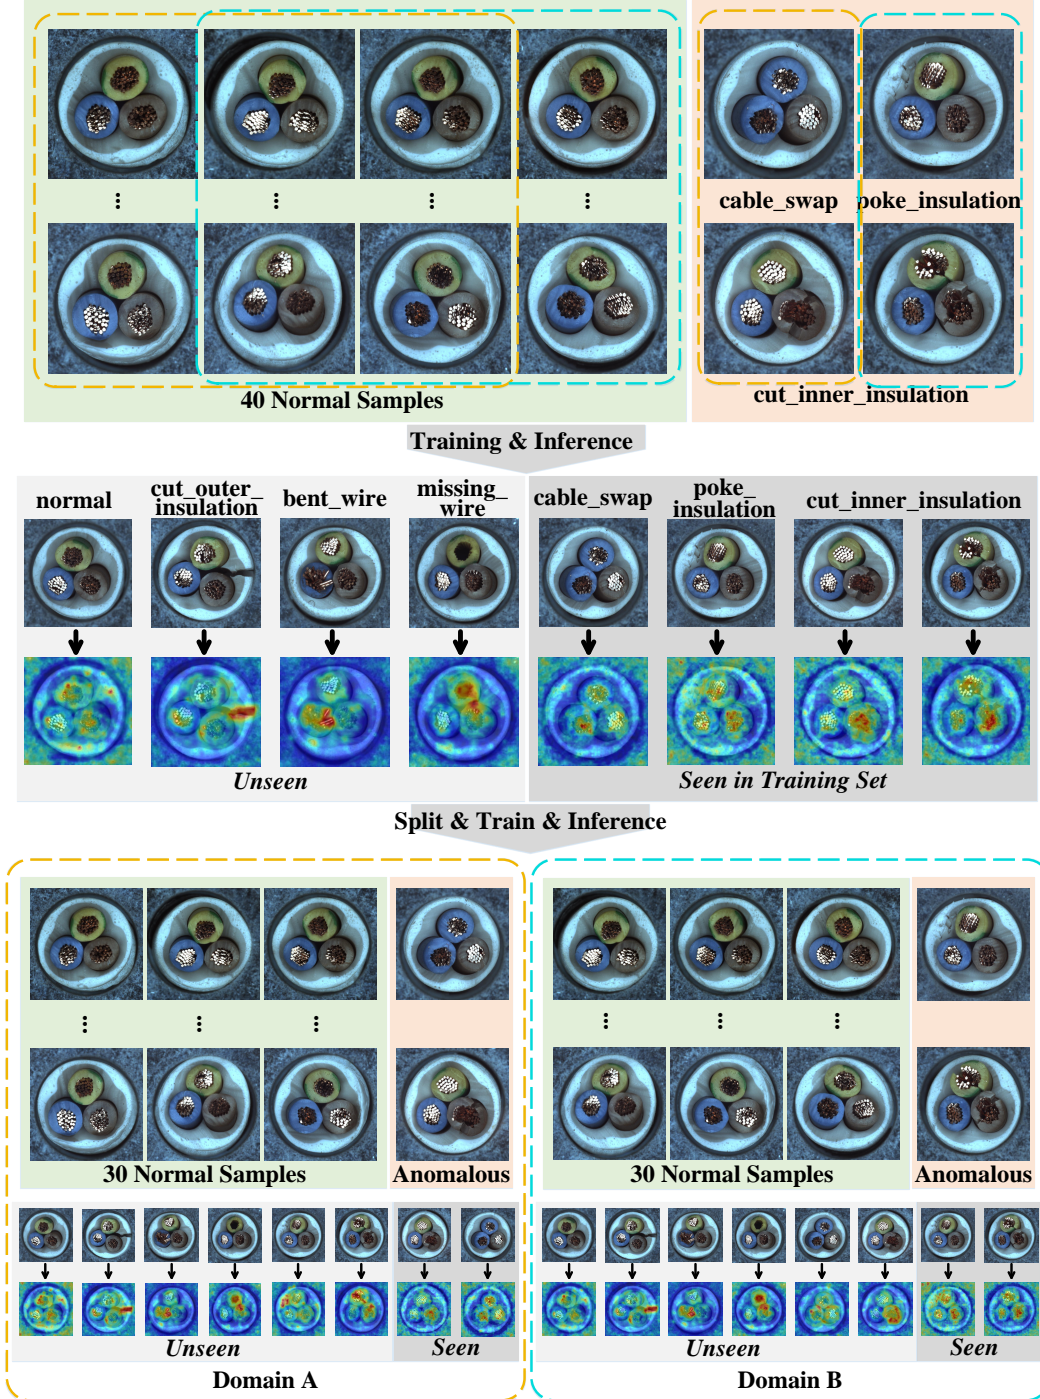 cable_swap
poke_insulation
40 Normal Samples
cut_inner_insulation
Training & Inference
normal
cut_outer_
insulation
bent_wire
missing_
wire
cable_swap
poke_
insulation
cut_inner_insulation
Unseen
Seen in Training Set
Split & Train & Inference
30 Normal Samples
Anomalous
30 Normal Samples
Anomalous
Unseen
Seen
Unseen
Seen
Domain A
Domain B